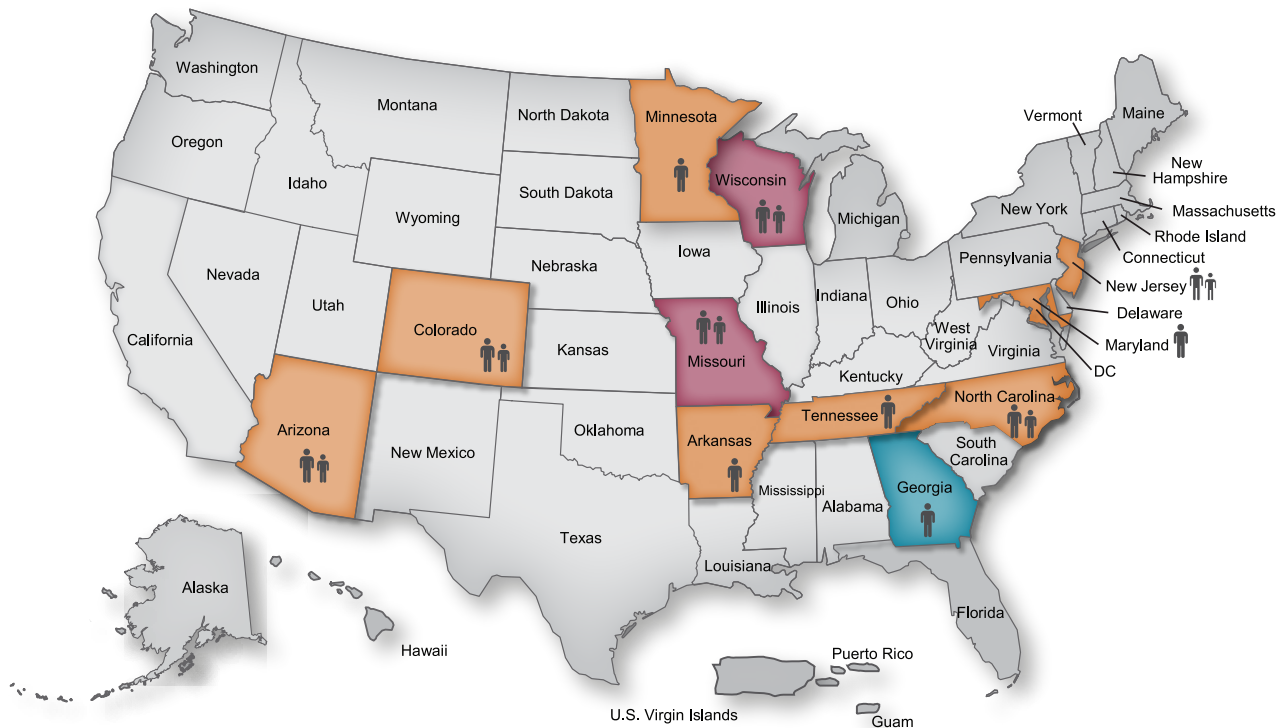 Washington
Montana
North Dakota
Minnesota
Vermont
Maine
Oregon
Idaho
Wyoming
South Dakota
Wisconsin
Michigan
New York
New
Hampshire
Massachusetts
Rhode Island
Connecticut
Nevada
Utah
Colorado
Nebraska
Iowa
Illinois
Indiana
Ohio
Pennsylvania
New Jersey
Delaware
Maryland
DC
California
Kansas
Missouri
Kentucky
West
Virginia
Virginia
Arizona
New Mexico
Oklahoma
Arkansas
Tennessee
North Carolina
South
Carolina
Texas
Louisiana
Mississippi
Alabama
Georgia
Florida
Alaska
Hawaii
Puerto Rico
U.S. Virgin Islands
Guam